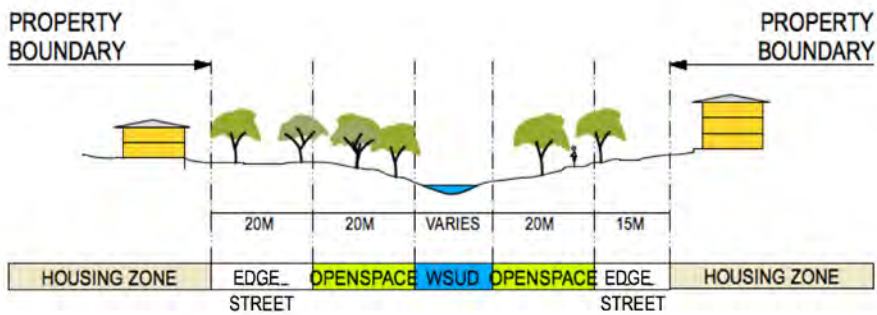 PROPERTY
BOUNDARY
PROPERTY
BOUNDARY
20M 20M VARIES 20M 15M
HOUSING ZONE EDGE STREET OPENSPACE WSUD OPENSPACE EDGE STREET HOUSING ZONE